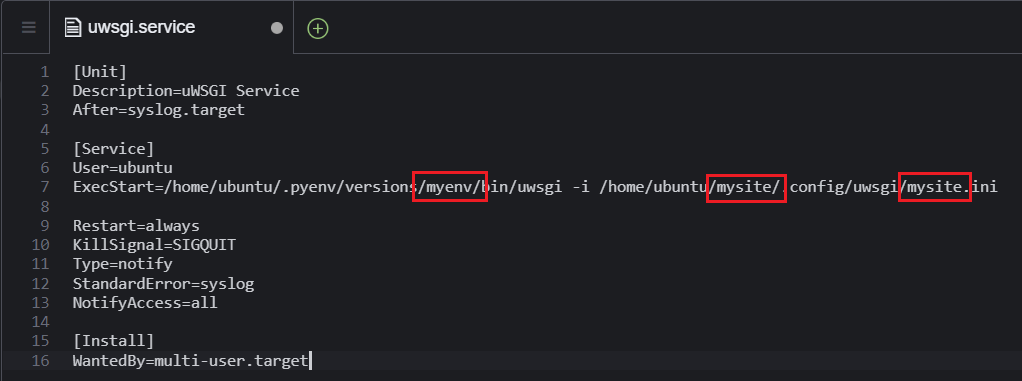 uwsgi.service
1 [Unit]
2 Description=uWSGI Service
3 After=syslog.target
4
5 [Service]
6 User=ubuntu
7 ExecStart=/home/ubuntu/.pyenv/versions/myenv/bin/uwsgi -i /home/ubuntu/mysite/.config/uwsgi/mysite.ini
8
9 Restart=always
10 KillSignal=SIGQUIT
11 Type=notify
12 StandardError=syslog
13 NotifyAccess=all
14
15 [Install]
16 WantedBy=multi-user.target